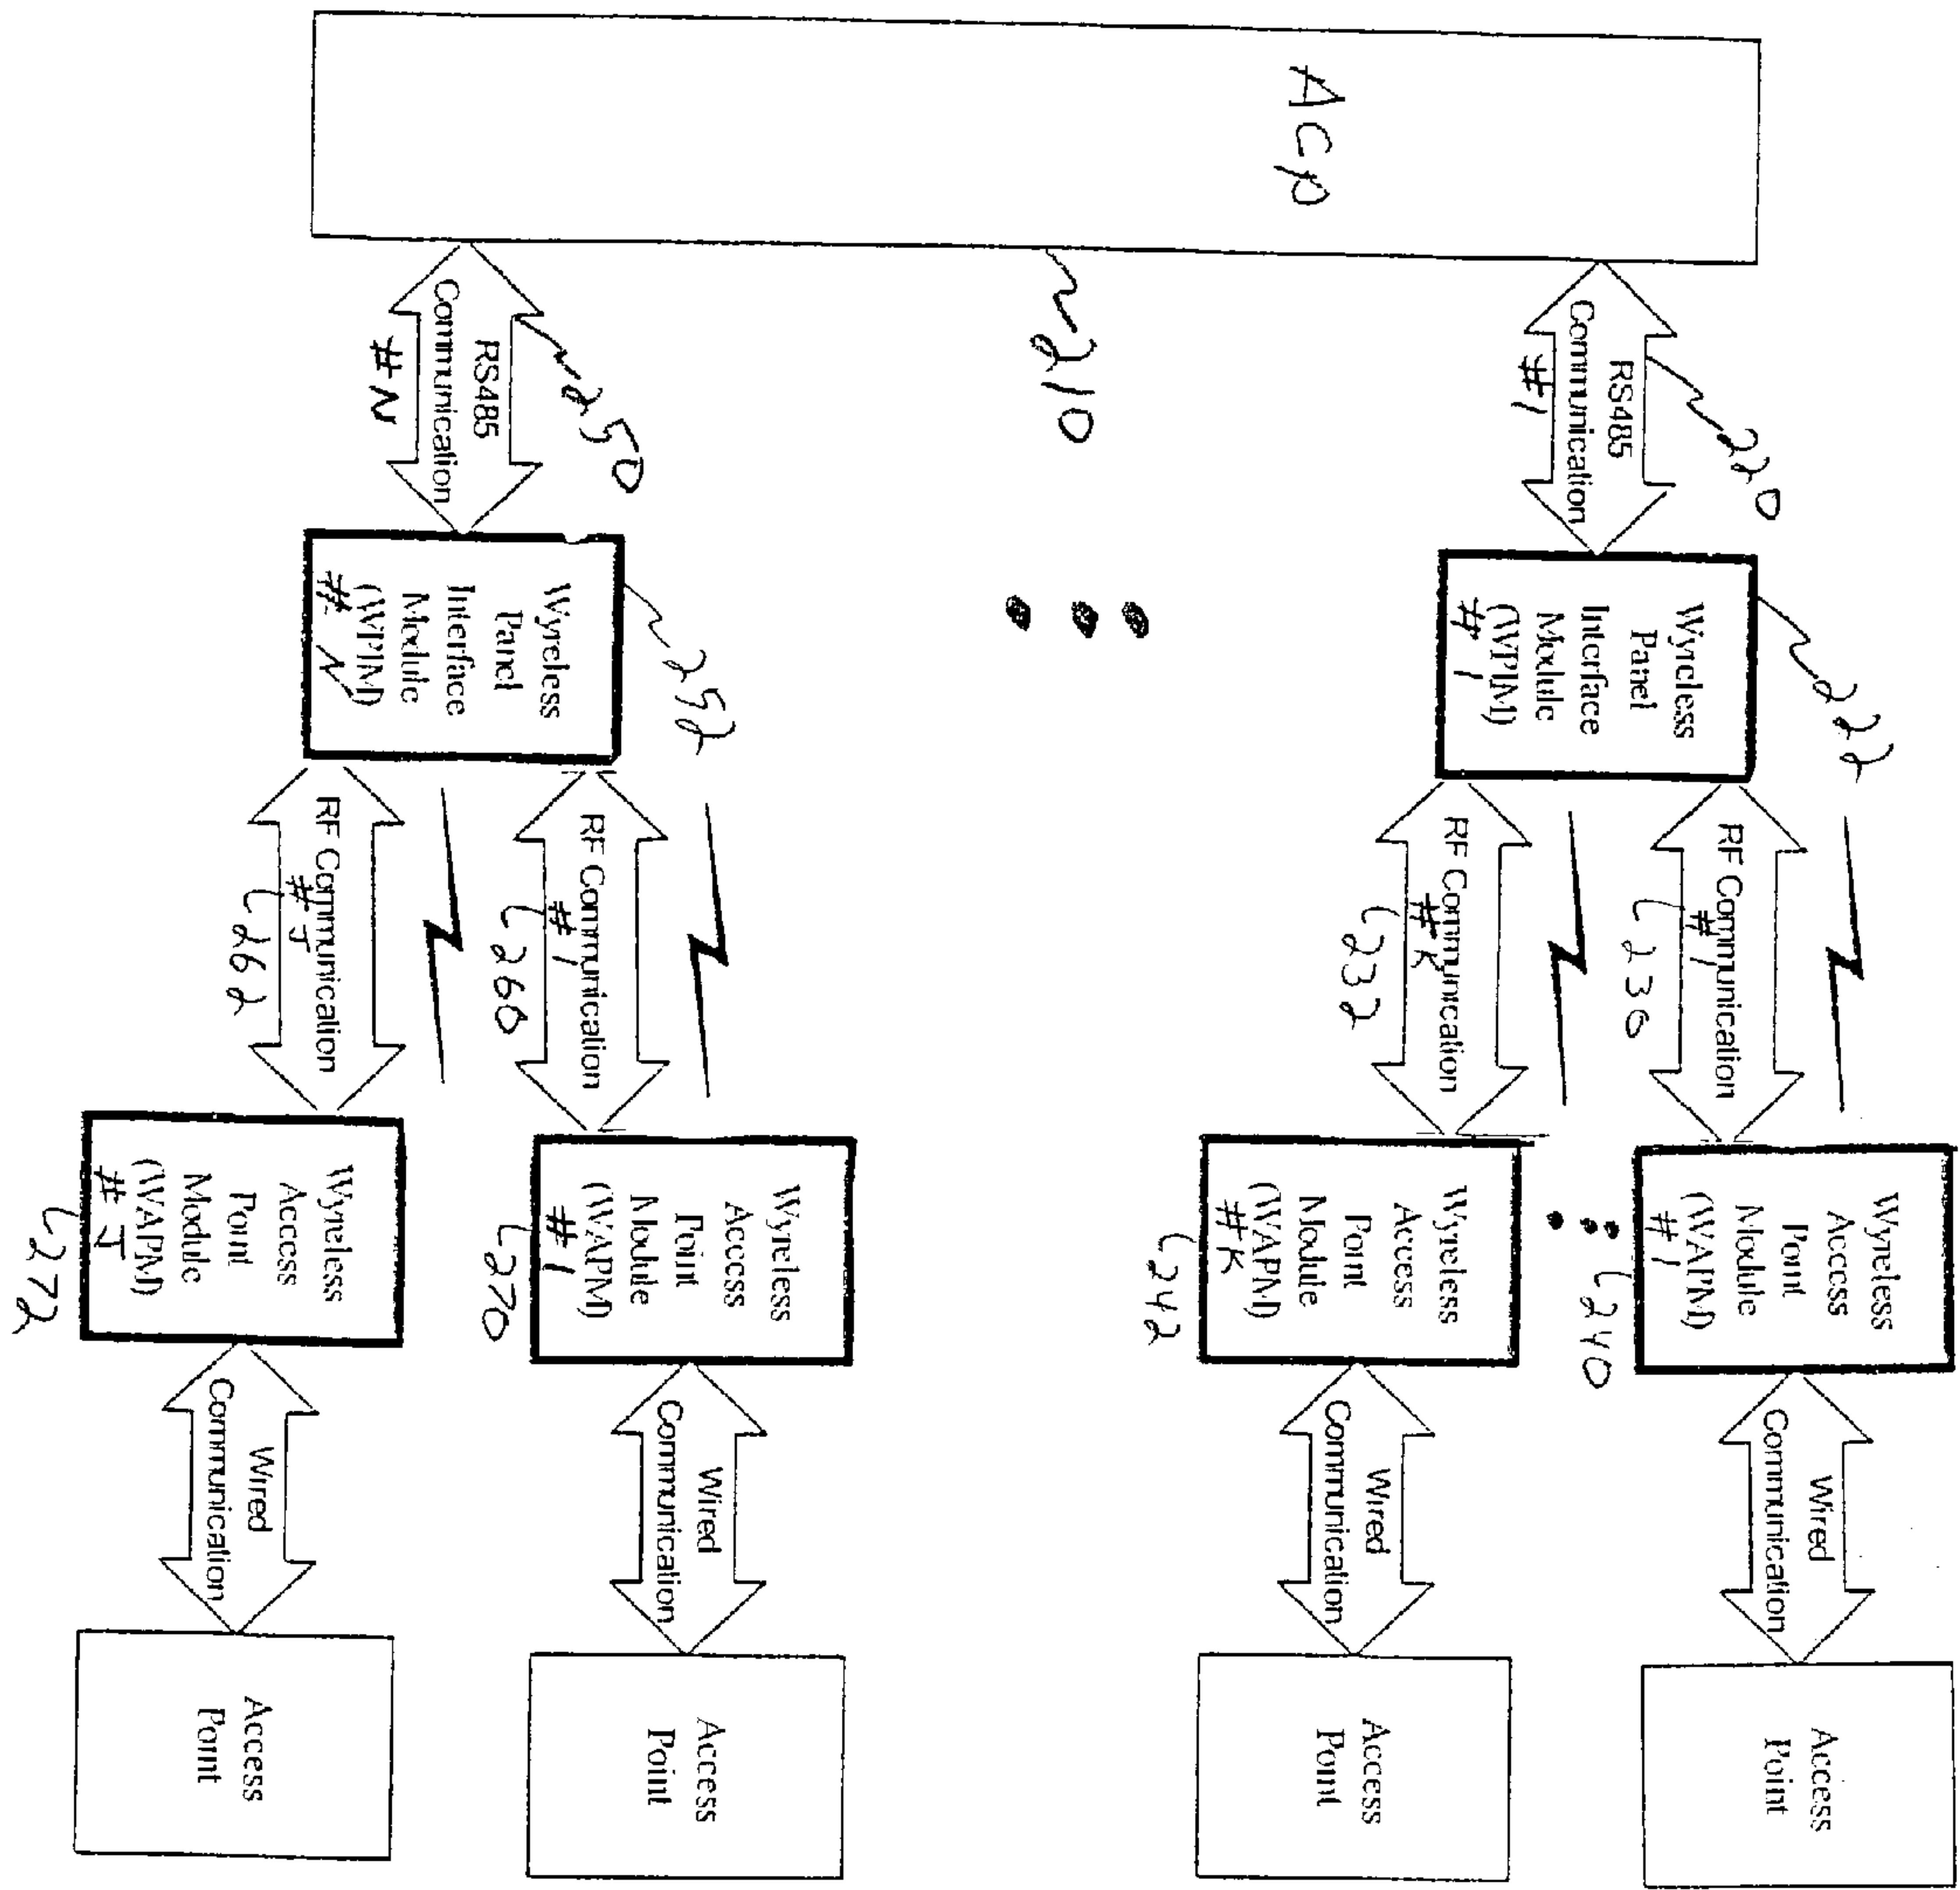 ACP
210
220
RS485
Communication
#1
222
Wyreless
Panel
Interface
Module
(WPIM)
#1
RF Communication
#1
230
Wyreless
Access
Point
Module
(WAPM)
#1
240
Wired
Communication
Access
Point
RF Communication
#K
232
Wyreless
Access
Point
Module
(WAPM)
#K
242
Wired
Communication
Access
Point
250
RS485
Communication
#N
252
Wyreless
Panel
Interface
Module
(WPIM)
#N
RF Communication
#1
260
Wyreless
Access
Point
Module
(WAPM)
#1
270
Wired
Communication
Access
Point
RF Communication
#J
262
Wyreless
Access
Point
Module
(WAPM)
#J
272
Wired
Communication
Access
Point